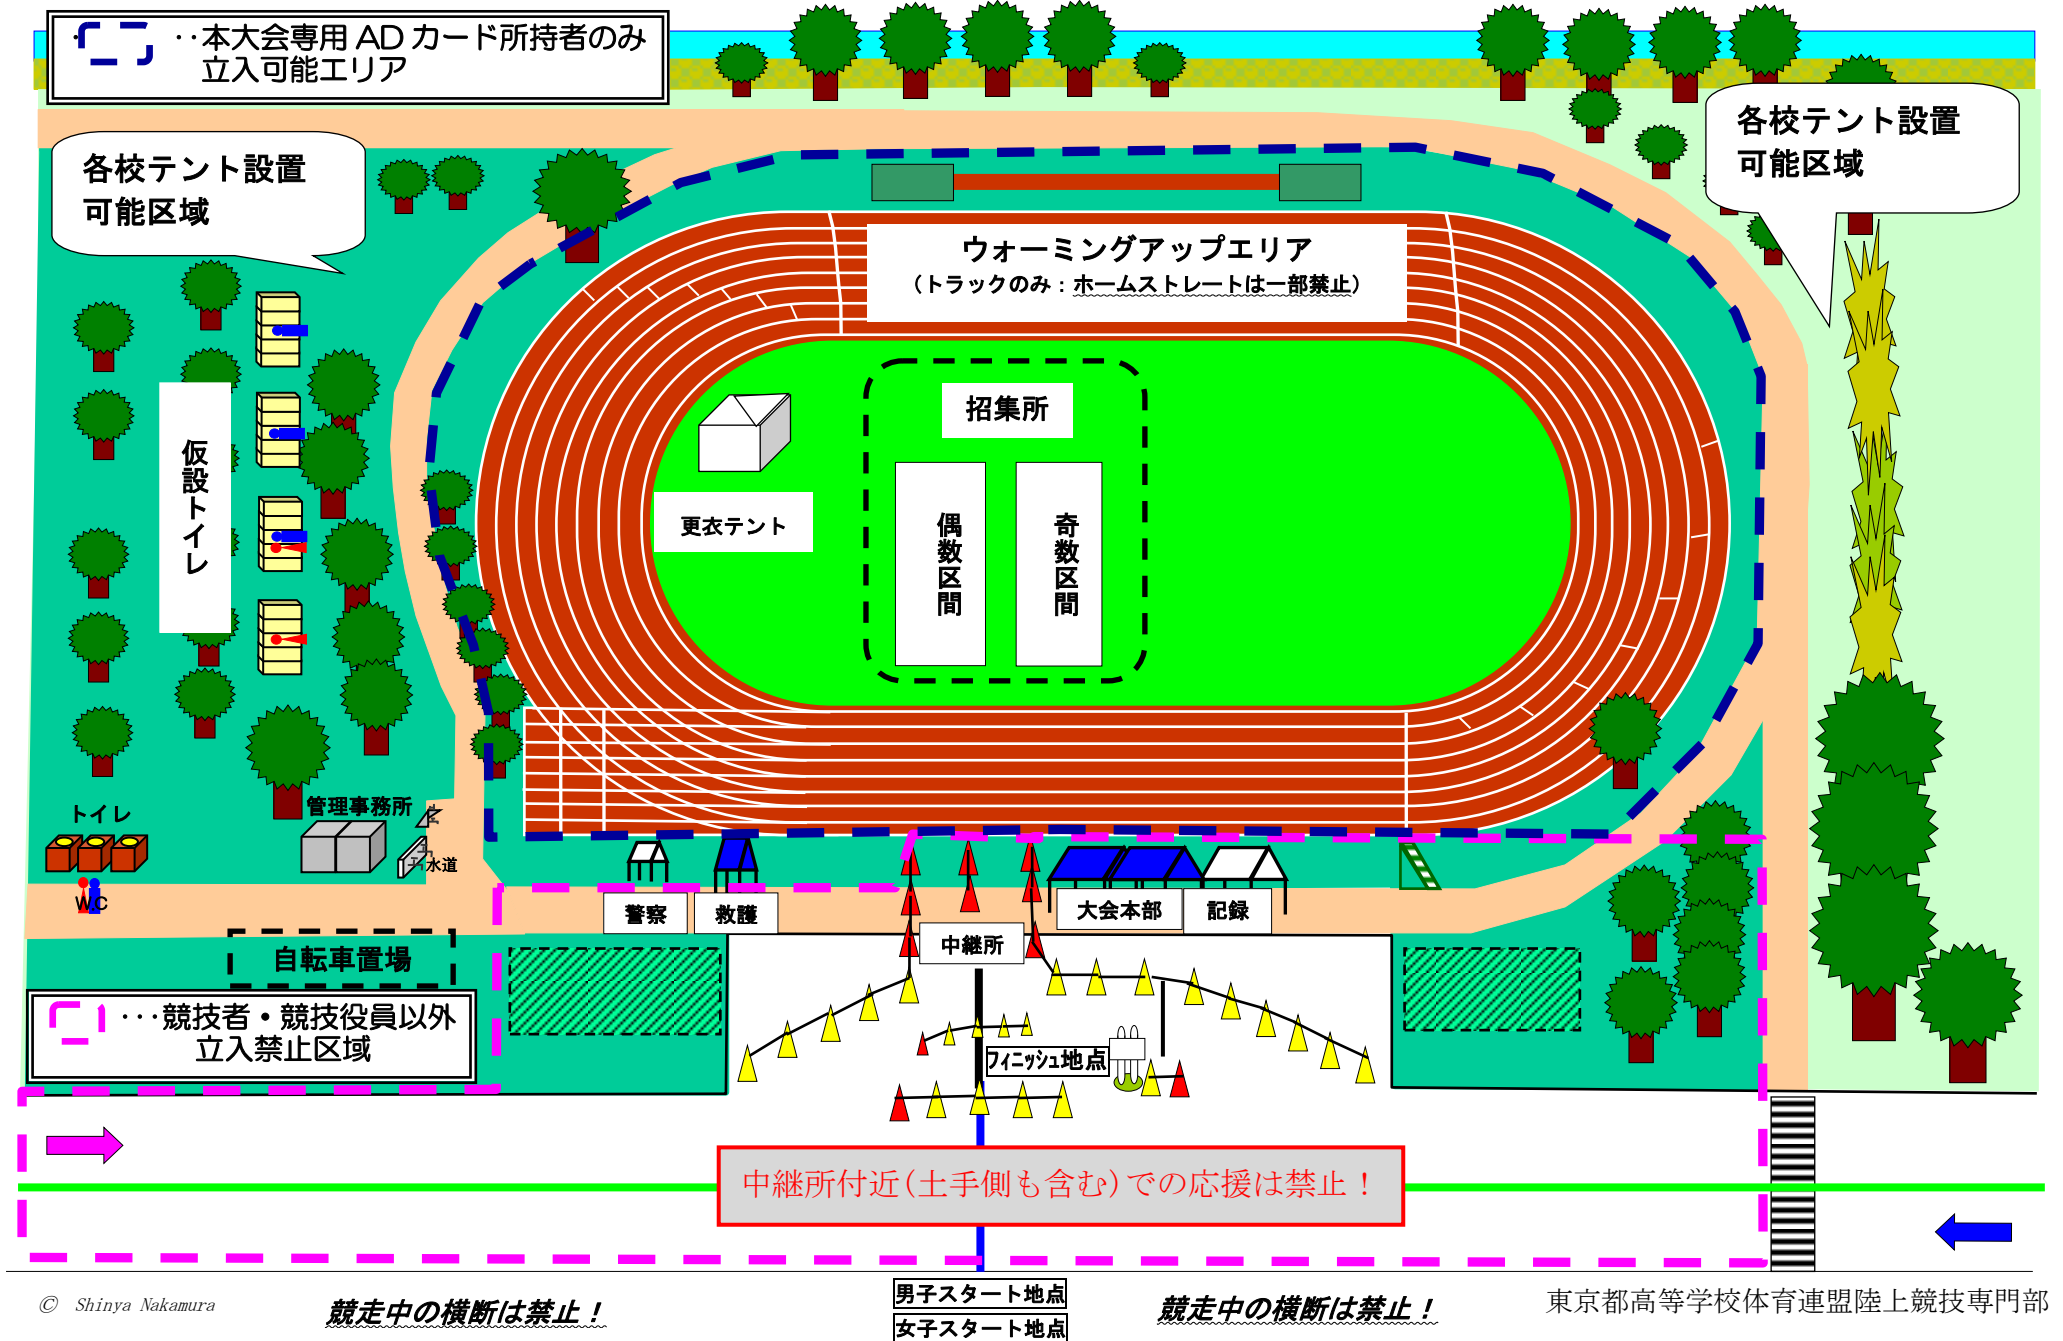 ‥本大会専用 AD カード所持者のみ
立入可能エリア
各校テント設置
可能区域
各校テント設置
可能区域
ウォーミングアップエリア
（トラックのみ：ホームストレートは一部禁止）
招集所
仮設トイレ
更衣テント
偶数区間
奇数区間
トイレ
管理事務所
水道
W.C
警察
救護
大会本部
記録
中継所
自転車置場
…競技者・競技役員以外
立入禁止区域
フィニッシュ地点
中継所付近（土手側も含む）での応援は禁止！
© Shinya Nakamura
競走中の横断は禁止！
男子スタート地点
女子スタート地点
競走中の横断は禁止！
東京都高等学校体育連盟陸上競技専門部